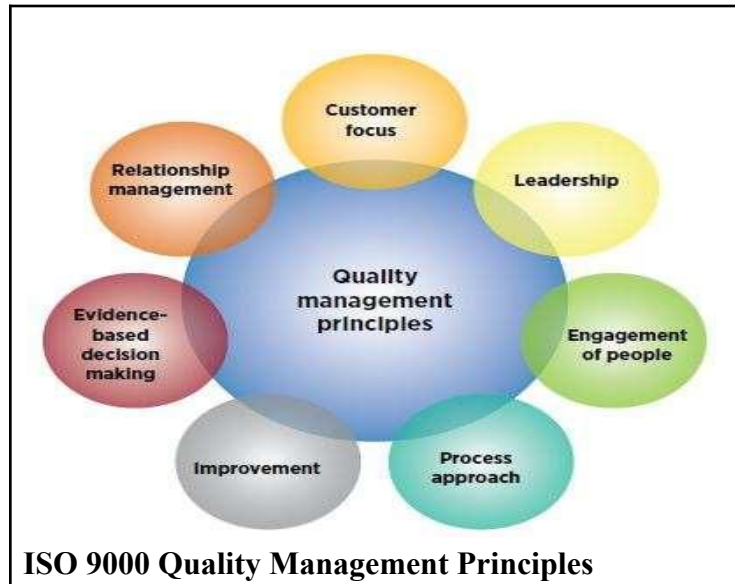 Customer
focus
Relationship
management
Leadership
Quality
management
principles
Evidence-
based
decision
making
Engagement
of people
Improvement
Process
approach
ISO 9000 Quality Management Principles